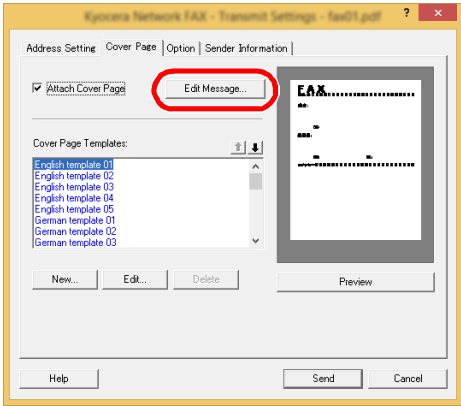 Kyocera Network FAX - Transmit Settings - fax01.pdf
?
Address Setting Cover Page Option Sender Information
Attach Cover Page Edit Message...
Cover Page Templates:
English template 01
English template 02
English template 03
English template 04
English template 05
German template 01
German template 02
German template 03
FAX
New... Edit... Delete Preview
Help Send Cancel